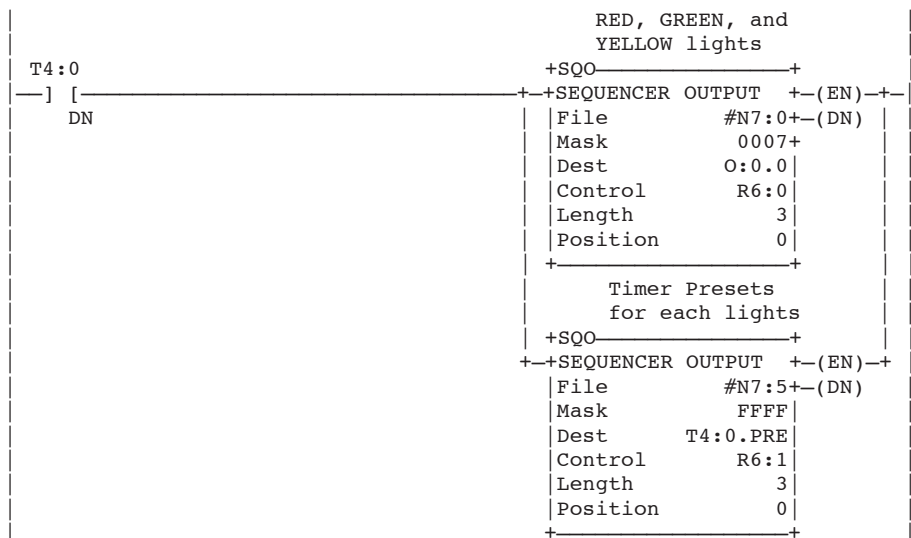 RED, GREEN, and
YELLOW lights
T4:0 +SQO———————————————+
——] [—————————————————————————————————+—+SEQUENCER OUTPUT +—(EN)—+—
DN File #N7:0+—(DN)
Mask 0007+
Dest O:0.0
Control R6:0
Length 3
Position 0
+——————————————————+
Timer Presets
for each lights
+SQO———————————————+
+—+SEQUENCER OUTPUT +—(EN)—+
File #N7:5+—(DN)
Mask FFFF
Dest T4:0.PRE
Control R6:1
Length 3
Position 0
+——————————————————+